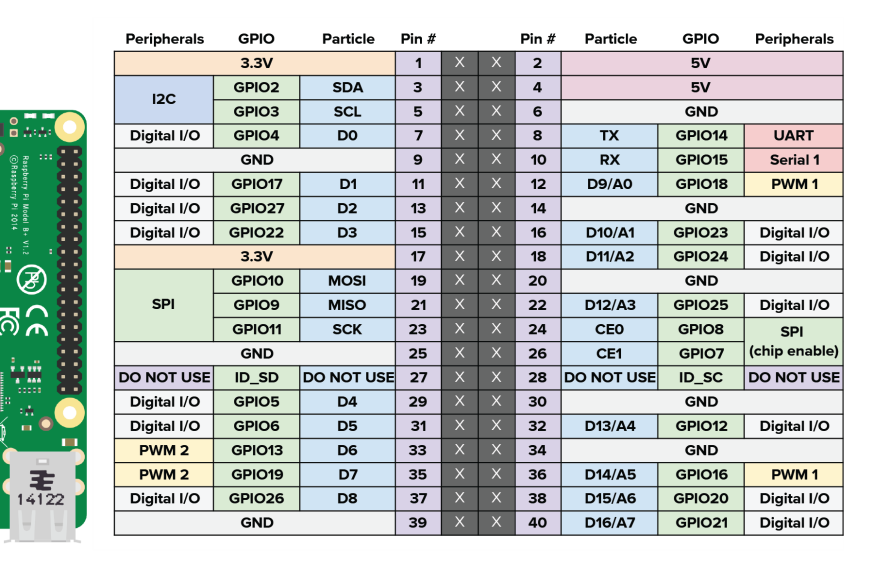 Peripherals GPIO Particle Pin # Pin # Particle GPIO Peripherals
3.3V 1 X X 2 5V
I2C GPIO2 SDA 3 X X 4 5V
GPIO3 SCL 5 X X 6 GND
Digital I/O GPIO4 D0 7 X X 8 TX GPIO14 UART
GND 9 X X 10 RX GPIO15 Serial 1
Digital I/O GPIO17 D1 11 X X 12 D9/A0 GPIO18 PWM 1
Digital I/O GPIO27 D2 13 X X 14 GND
Digital I/O GPIO22 D3 15 X X 16 D10/A1 GPIO23 Digital I/O
3.3V 17 X X 18 D11/A2 GPIO24 Digital I/O
SPI GPIO10 MOSI 19 X X 20 GND
GPIO9 MISO 21 X X 22 D12/A3 GPIO25 Digital I/O
GPIO11 SCK 23 X X 24 CE0 GPIO8 SPI
GND 25 X X 26 CE1 GPIO7 (chip enable)
DO NOT USE ID_SD DO NOT USE 27 X X 28 DO NOT USE ID_SC DO NOT USE
Digital I/O GPIO5 D4 29 X X 30 GND
Digital I/O GPIO6 D5 31 X X 32 D13/A4 GPIO12 Digital I/O
PWM 2 GPIO13 D6 33 X X 34 GND
PWM 2 GPIO19 D7 35 X X 36 D14/A5 GPIO16 PWM 1
Digital I/O GPIO26 D8 37 X X 38 D15/A6 GPIO20 Digital I/O
GND 39 X X 40 D16/A7 GPIO21 Digital I/O
Raspberry Pi Model B+ V1.2
©Raspberry Pi 2014
Pb
FC CE
14122